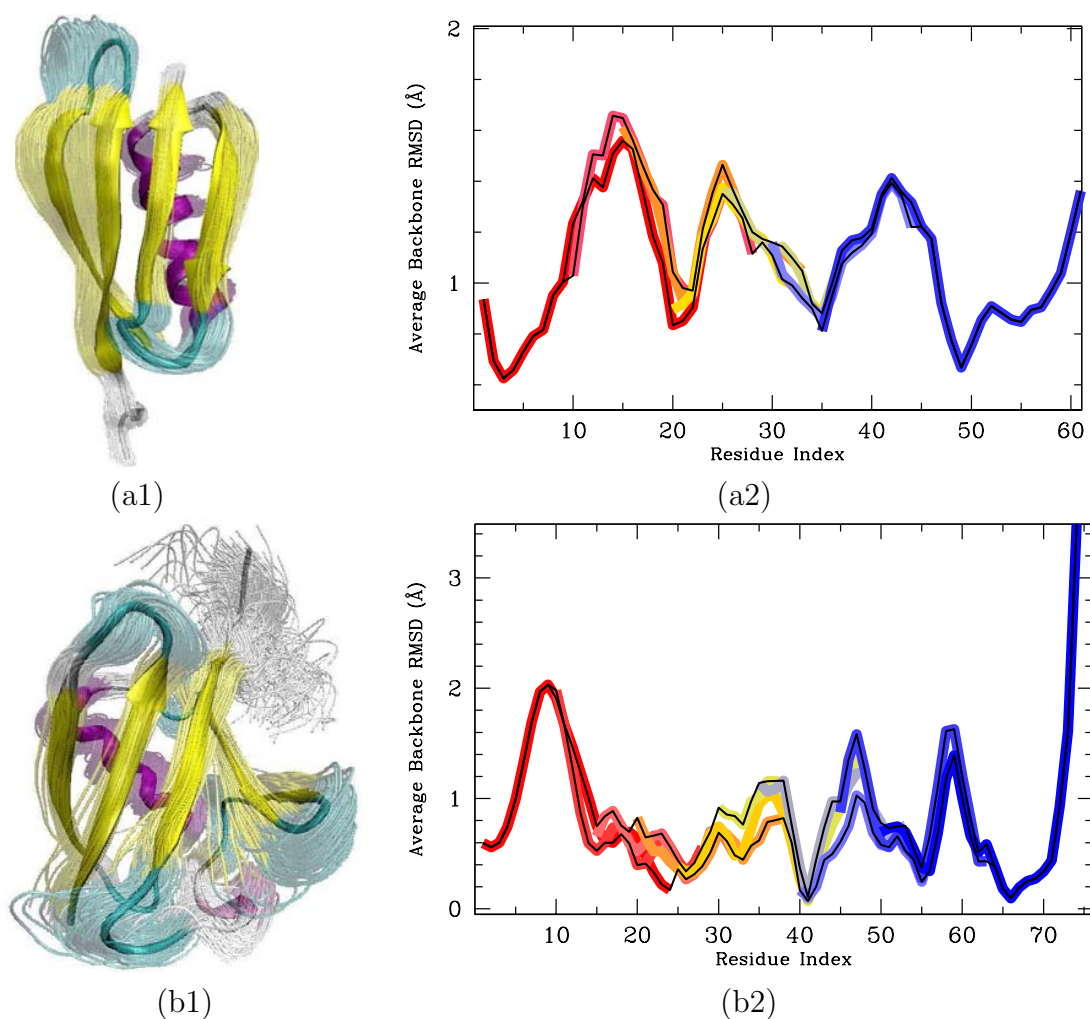 2
1
Average Backbone RMSD (Å)
10 20 30 40 50 60
Residue Index
(a1) (a2)
3
2
1
0
Average Backbone RMSD (Å)
10 20 30 40 50 60 70
Residue Index
(b1) (b2)